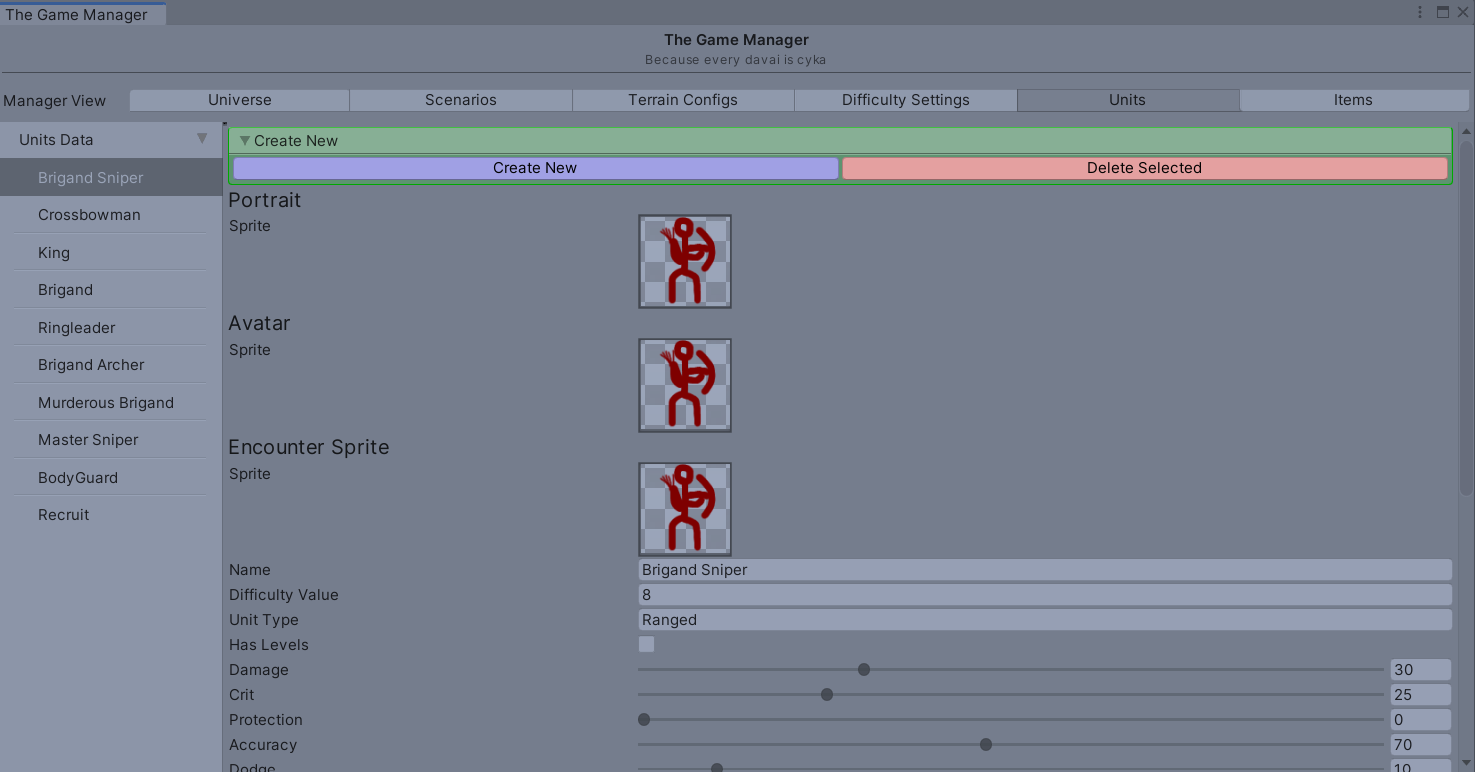 The Game Manager
The Game Manager
Because every davai is cyka
Manager View
Universe
Scenarios
Terrain Configs
Difficulty Settings
Units
Items
Units Data
Brigand Sniper
Crossbowman
King
Brigand
Ringleader
Brigand Archer
Murderous Brigand
Master Sniper
BodyGuard
Recruit
Create New
Create New
Delete Selected
Portrait
Sprite
Avatar
Sprite
Encounter Sprite
Sprite
Name Brigand Sniper
Difficulty Value 8
Unit Type Ranged
Has Levels
Damage 30
Crit 25
Protection 0
Accuracy 70
Dodge 10